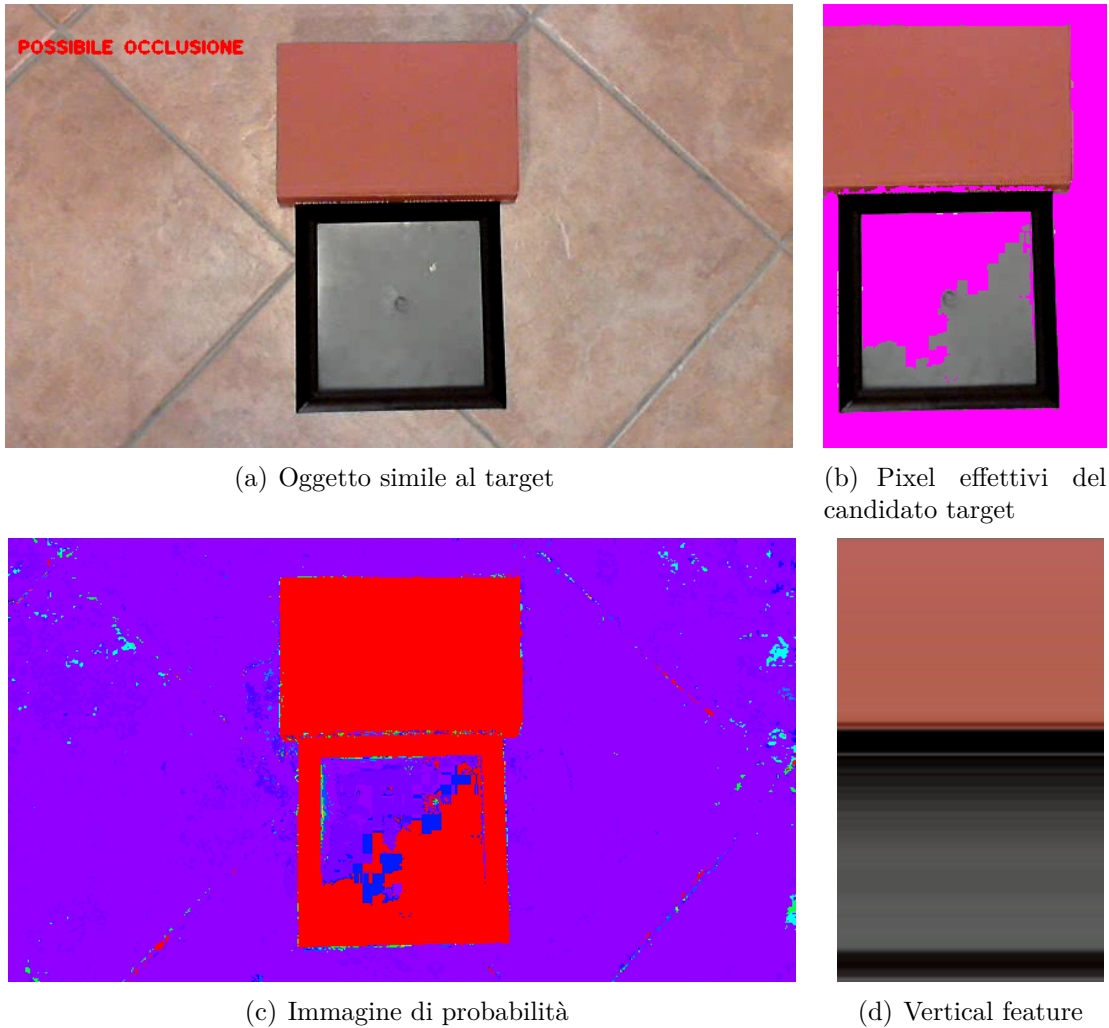 POSSIBILE OCCLUSIONE
(a) Oggetto simile al target
(b) Pixel effettivi del
candidato target
(c) Immagine di probabilità
(d) Vertical feature